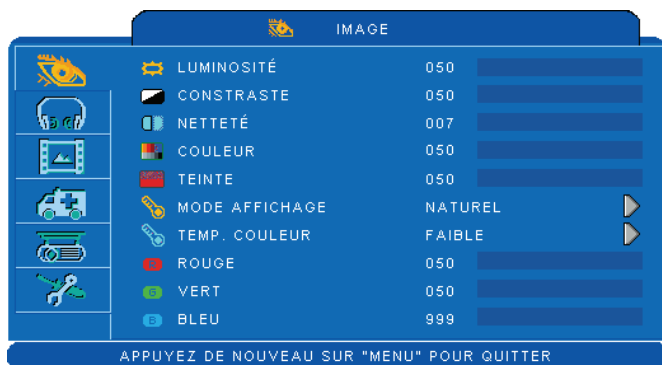 IMAGE
LUMINOSITÉ 050
CONSTRASTE 050
NETTETÉ 007
COULEUR 050
TEINTE 050
MODE AFFICHAGE NATUREL
TEMP. COULEUR FAIBLE
R ROUGE 050
G VERT 050
B BLEU 999
APPUYEZ DE NOUVEAU SUR "MENU" POUR QUITTER